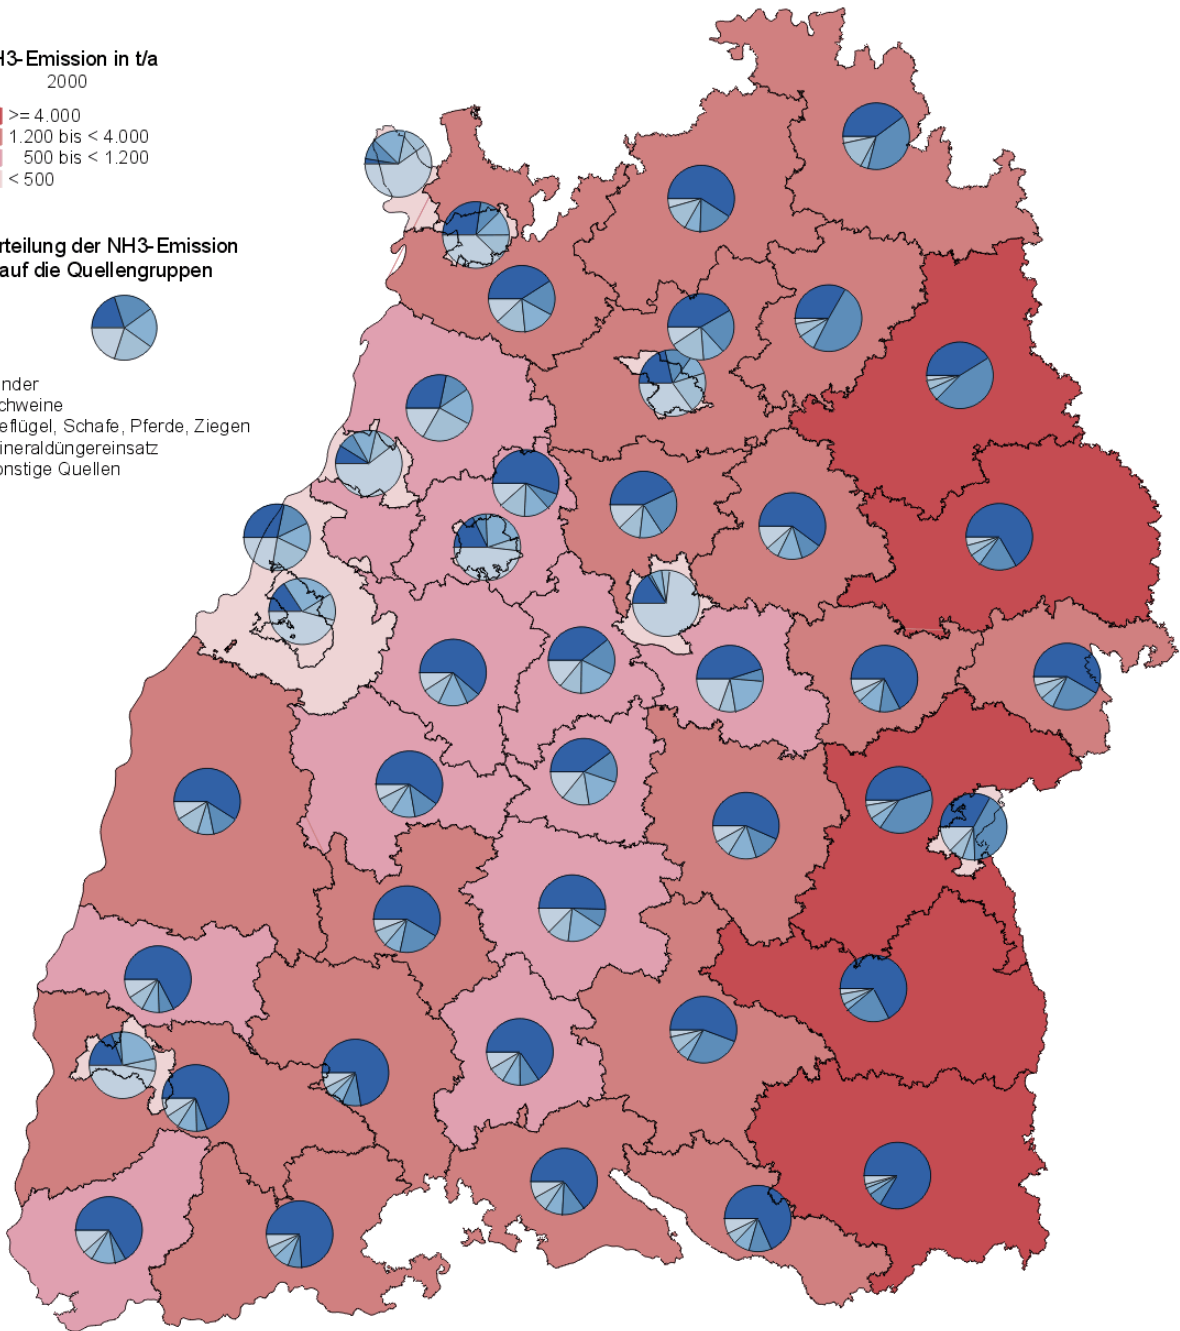 H3-Emission in t/a
2000
>= 4.000
1.200 bis < 4.000
500 bis < 1.200
< 500
rteilung der NH3-Emission
auf die Quellengruppen
nder
chweine
eflügel, Schafe, Pferde, Ziegen
ineraldüngereinsatz
onstige Quellen